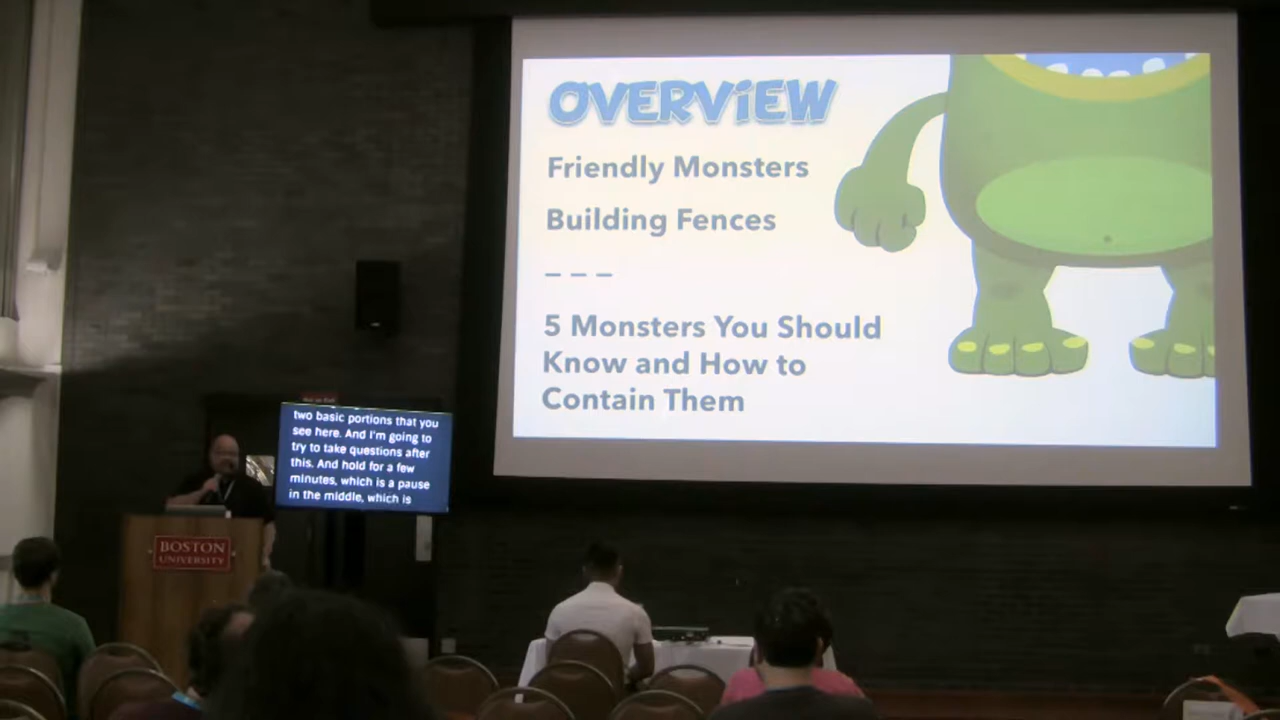 OVERViEW
Friendly Monsters
Building Fences
– – –
5 Monsters You Should
Know and How to
Contain Them
two basic portions that you
see here. And I'm going to
try to take questions after
this. And hold for a few
minutes, which is a pause
in the middle, which is
BOSTON
UNIVERSITY